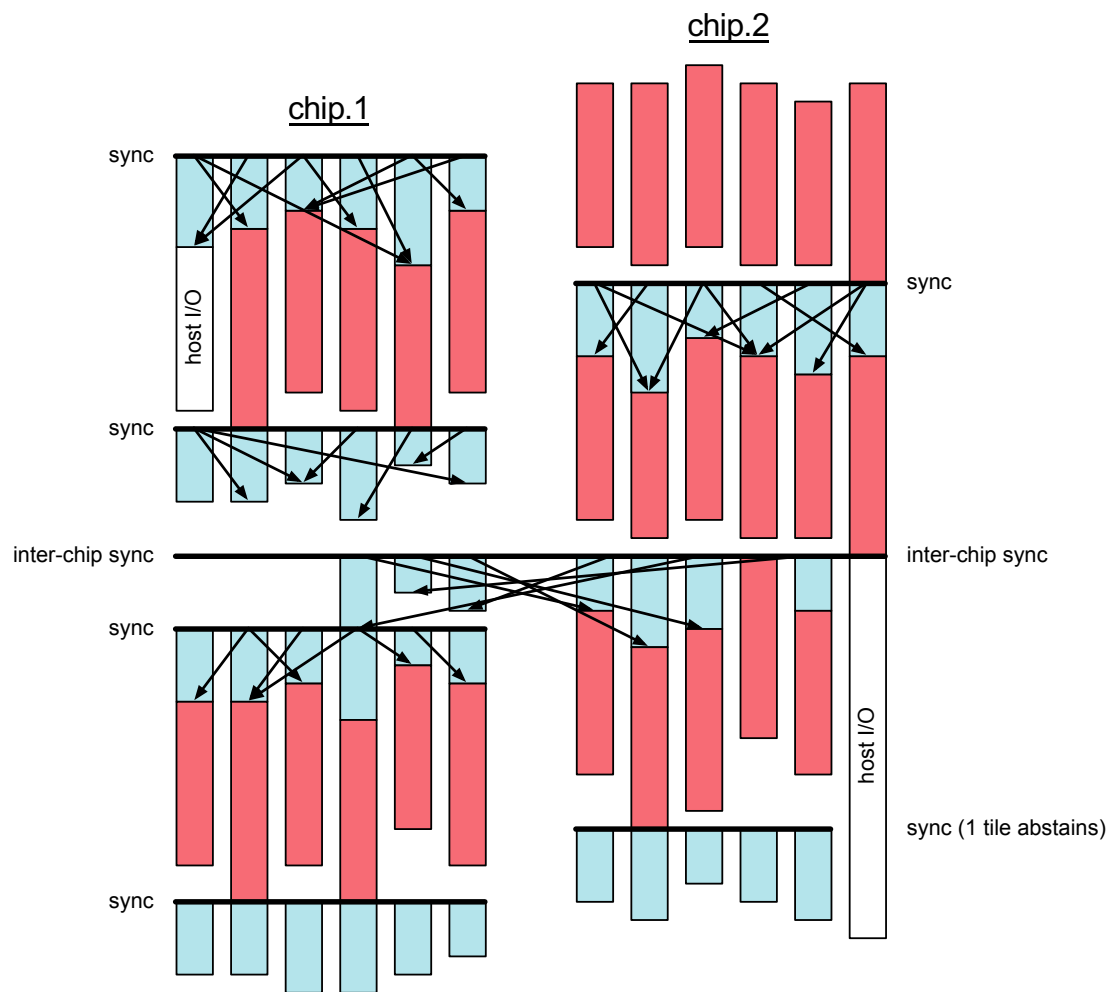 chip.2
chip.1
sync
host I/O
sync
sync
inter-chip sync
inter-chip sync
sync
host I/O
sync (1 tile abstains)
sync